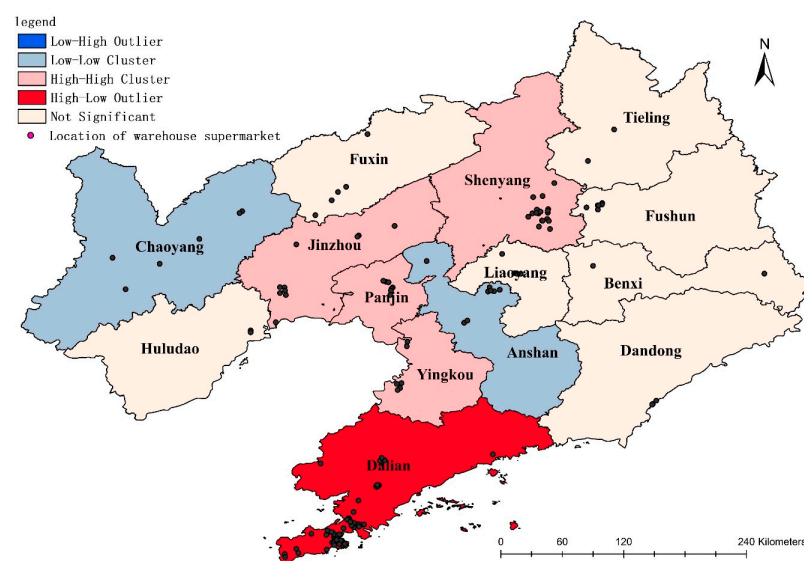 legend
Low-High Outlier
Low-Low Cluster
High-High Cluster
High-Low Outlier
Not Significant
Location of warehouse supermarket
N
Tieling
Fuxin
Shenyang
Fushun
Chaoyang
Jinzhou
Liaoyang
Benxi
Panjin
Huludao
Anshan
Dandong
Yingkou
Dalian
0 60 120 240 Kilometers